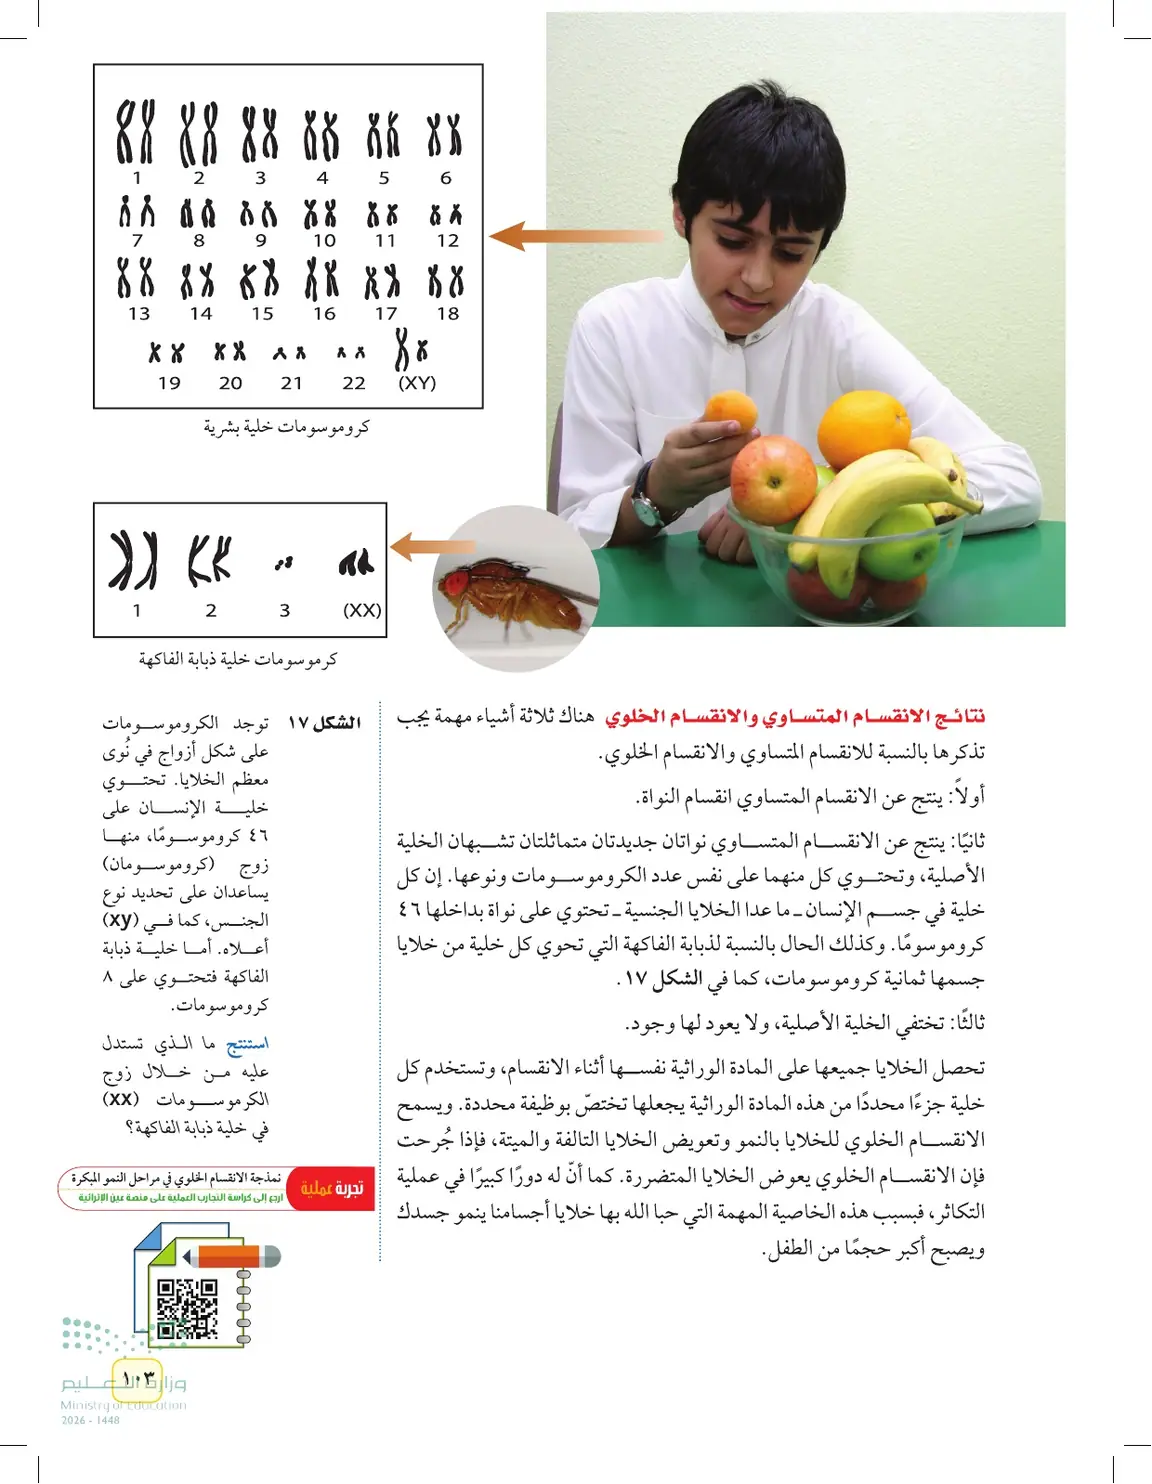 1 2 3 4 5 6
7 8 9 10 11 12
13 14 15 16 17 18
19 20 21 22 (XY)
كروموسومات خلية بشرية
1 2 3 (XX)
كرموسومات خلية ذبابة الفاكهة
نتائج الانقسام المتساوي والانقسام الخلوي هناك ثلاثة أشياء مهمة يجب
تذكرها بالنسبة للانقسام المتساوي والانقسام الخلوي.
أولاً: ينتج عن الانقسام المتساوي انقسام النواة.
ثانيًا: ينتج عن الانقسام المتساوي نواتان جديدتان متماثلتان تشبهان الخلية
الأصلية، وتحتوي كل منهما على نفس عدد الكروموسومات ونوعها. إن كل
خلية في جسم الإنسان ـ ما عدا الخلايا الجنسية ـ تحتوي على نواة بداخلها ٤٦
كروموسومًا. وكذلك الحال بالنسبة لذبابة الفاكهة التي تحوي كل خلية من خلايا
جسمها ثمانية كروموسومات، كما في الشكل ١٧.
ثالثًا: تختفي الخلية الأصلية، ولا يعود لها وجود.
تحصل الخلايا جميعها على المادة الوراثية نفسها أثناء الانقسام، وتستخدم كل
خلية جزءًا محددًا من هذه المادة الوراثية يجعلها تختصّ بوظيفة محددة. ويسمح
الانقسام الخلوي للخلايا بالنمو وتعويض الخلايا التالفة والميتة، فإذا جُرحت
فإن الانقسام الخلوي يعوض الخلايا المتضررة. كما أنّ له دورًا كبيرًا في عملية
التكاثر، فبسبب هذه الخاصية المهمة التي حبا الله بها خلايا أجسامنا ينمو جسدك
ويصبح أكبر حجمًا من الطفل.
الشكل ١٧ توجد الكروموسومات
على شكل أزواج في نُوى
معظم الخلايا. تحتوي
خلية الإنسان على
٤٦ كروموسومًا، منها
زوج (كروموسومان)
يساعدان على تحديد نوع
الجنس، كما في (xy)
أعلاه. أما خلية ذبابة
الفاكهة فتحتوي على ٨
كروموسومات.
استنتج ما الذي تستدل
عليه من خلال زوج
الكرموسومات (xx)
في خلية ذبابة الفاكهة؟
تجربة عملية
نمذجة الانقسام الخلوي في مراحل النمو المبكرة
ارجع إلى كراسة التجارب العملية على منصة عين الإثرائية
١٠٣
وزارة التعليم
Ministry of Education
2026 - 1448